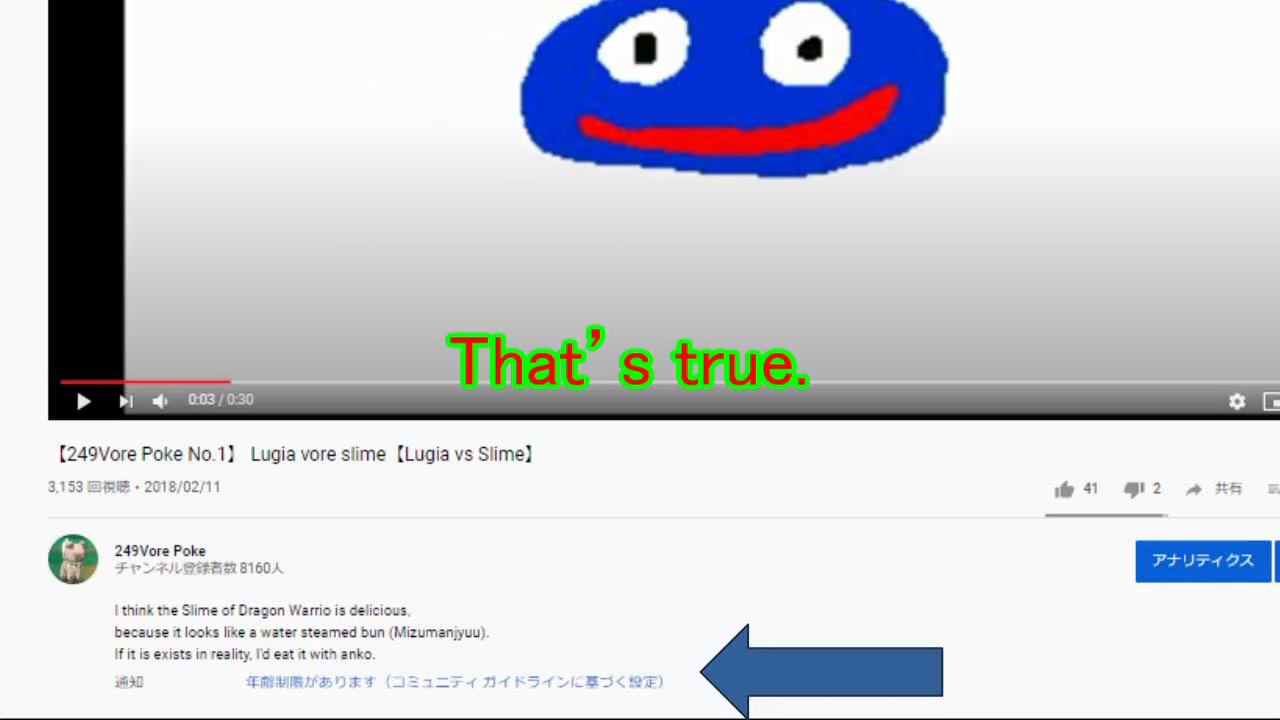 That’s true.
0:03 / 0:30
【249Vore Poke No.1】 Lugia vore slime【Lugia vs Slime】
3,153 回視聴・2018/02/11
41
2
共有
249Vore Poke
チャンネル登録者数 8160人
アナリティクス
I think the Slime of Dragon Warrio is delicious,
because it looks like a water steamed bun (Mizumanjyuu).
If it is exists in reality, I'd eat it with anko.
通知 年齢制限があります（コミュニティ ガイドラインに基づく設定）